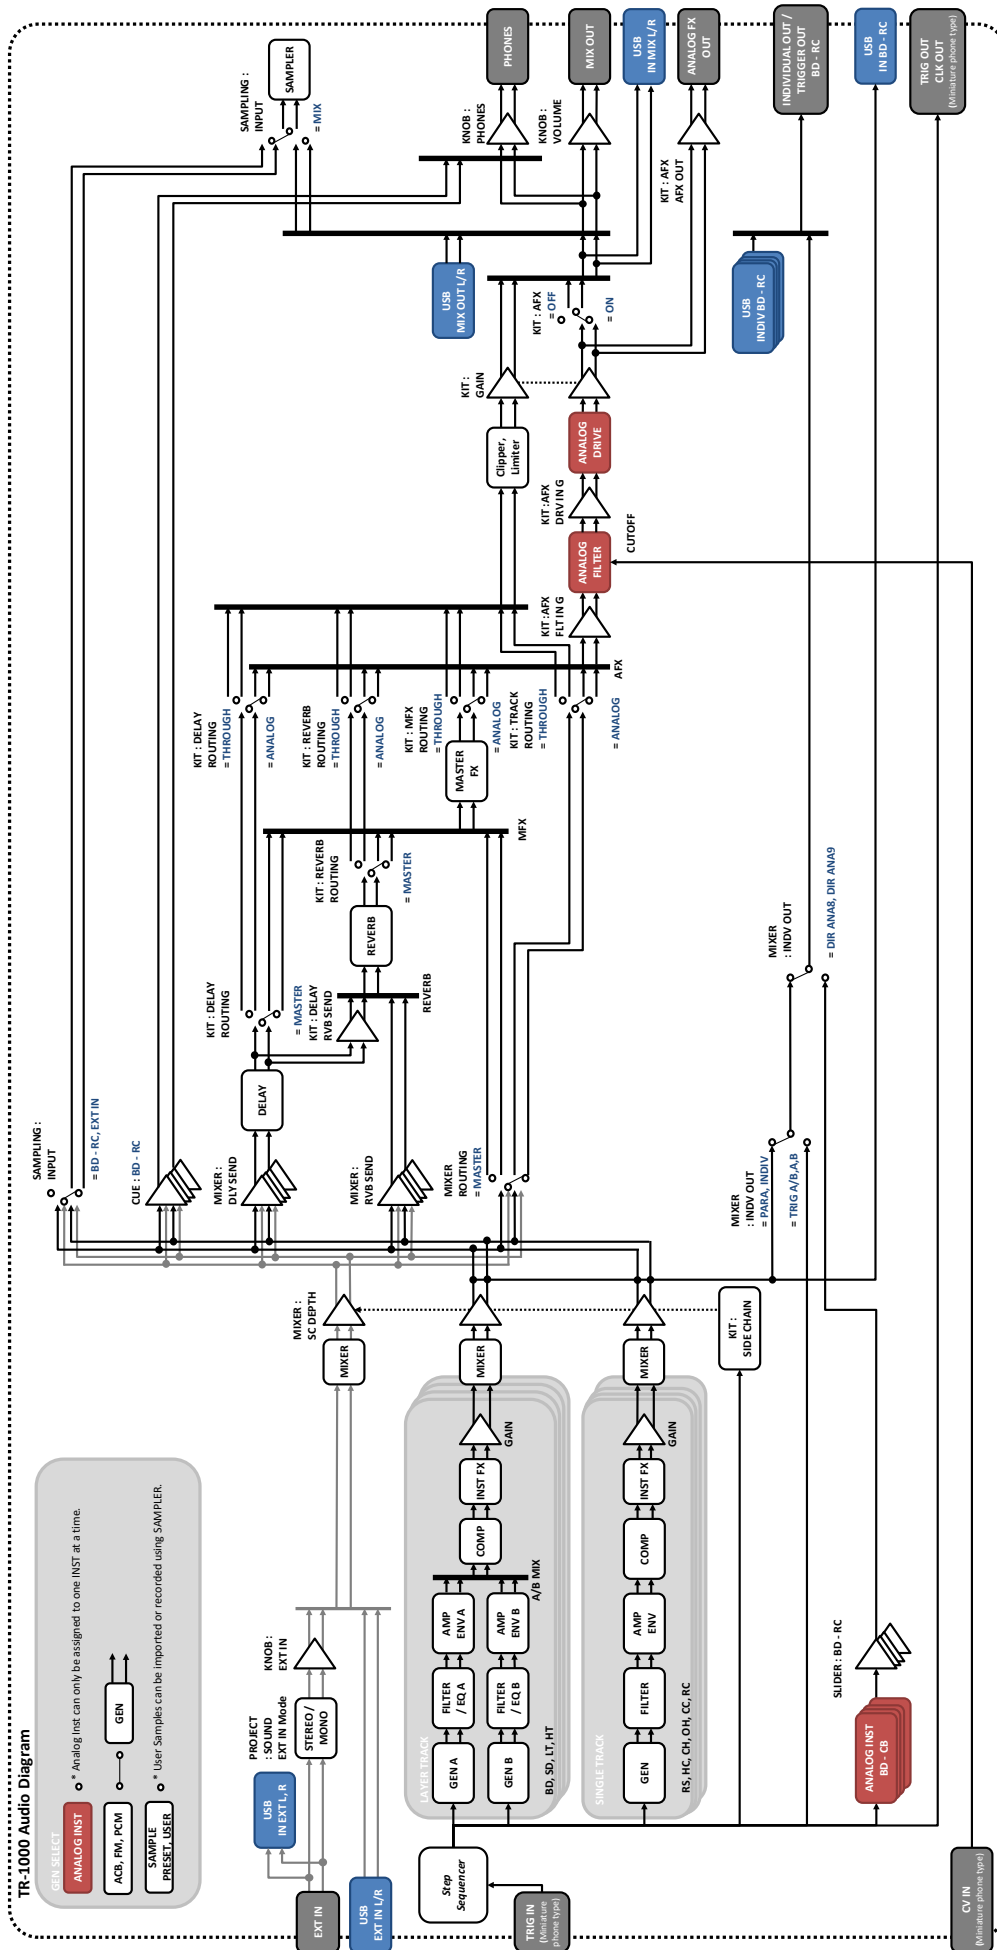 TR-1000 Audio Diagram
GEN SELECT
ANALOG INST
* Analog Inst can only be assigned to one INST at a time.
ACB, FM, PCM
GEN
SAMPLE
PRESET, USER
* User Samples can be imported or recorded using SAMPLER.
EXT IN
USB
EXT IN L/R
USB
IN EXT L, R
PROJECT
: SOUND
EXT IN Mode
STEREO/
MONO
KNOB :
EXT IN
MIXER
MIXER :
SC DEPTH
Step
Sequencer
TRIG IN
(Miniature
phone type)
LAYER TRACK
GEN A
FILTER
/ EQ A
AMP
ENV A
GEN B
FILTER
/ EQ B
AMP
ENV B
A/B MIX
COMP
INST FX
GAIN
BD, SD, LT, HT
MIXER
SINGLE TRACK
GEN
FILTER
AMP
ENV
COMP
INST FX
GAIN
RS, HC, CH, OH, CC, RC
MIXER
KIT :
SIDE CHAIN
ANALOG INST
BD - CB
SLIDER : BD - RC
CV IN
(Miniature phone type)
SAMPLING :
INPUT
= BD - RC, EXT IN
CUE : BD - RC
MIXER :
DLY SEND
MIXER :
RVB SEND
MIXER
ROUTING
= MASTER
MIXER
: INDV OUT
= PARA, INDIV
= TRIG A/B,A,B
DELAY
KIT : DELAY
ROUTING
= MASTER
KIT : DELAY
RVB SEND
REVERB
REVERB
KIT : REVERB
ROUTING
= MASTER
MIXER
: INDV OUT
= DIR ANA8, DIR ANA9
MFX
MASTER
FX
KIT : DELAY
ROUTING
= THROUGH
= ANALOG
KIT : REVERB
ROUTING
= THROUGH
= ANALOG
KIT : MFX
ROUTING
= THROUGH
= ANALOG
KIT : TRACK
ROUTING
= THROUGH
= ANALOG
AFX
KIT :AFX
FLT ING
ANALOG
FILTER
CUTOFF
KIT :AFX
DRV ING
ANALOG
DRIVE
Clipper,
Limiter
KIT :
GAIN
KIT : AFX
= OFF
= ON
USB
MIX OUT L/R
USB
INDIV BD - RC
KIT : AFX
AFX OUT
KNOB :
PHONES
KNOB :
VOLUME
SAMPLING :
INPUT
= MIX
SAMPLER
PHONES
MIX OUT
USB
IN MIX L/R
ANALOG FX
OUT
INDIVIDUAL OUT /
TRIGGER OUT
BD - RC
USB
IN BD - RC
TRIG OUT
CLK OUT
(Miniature phone type)